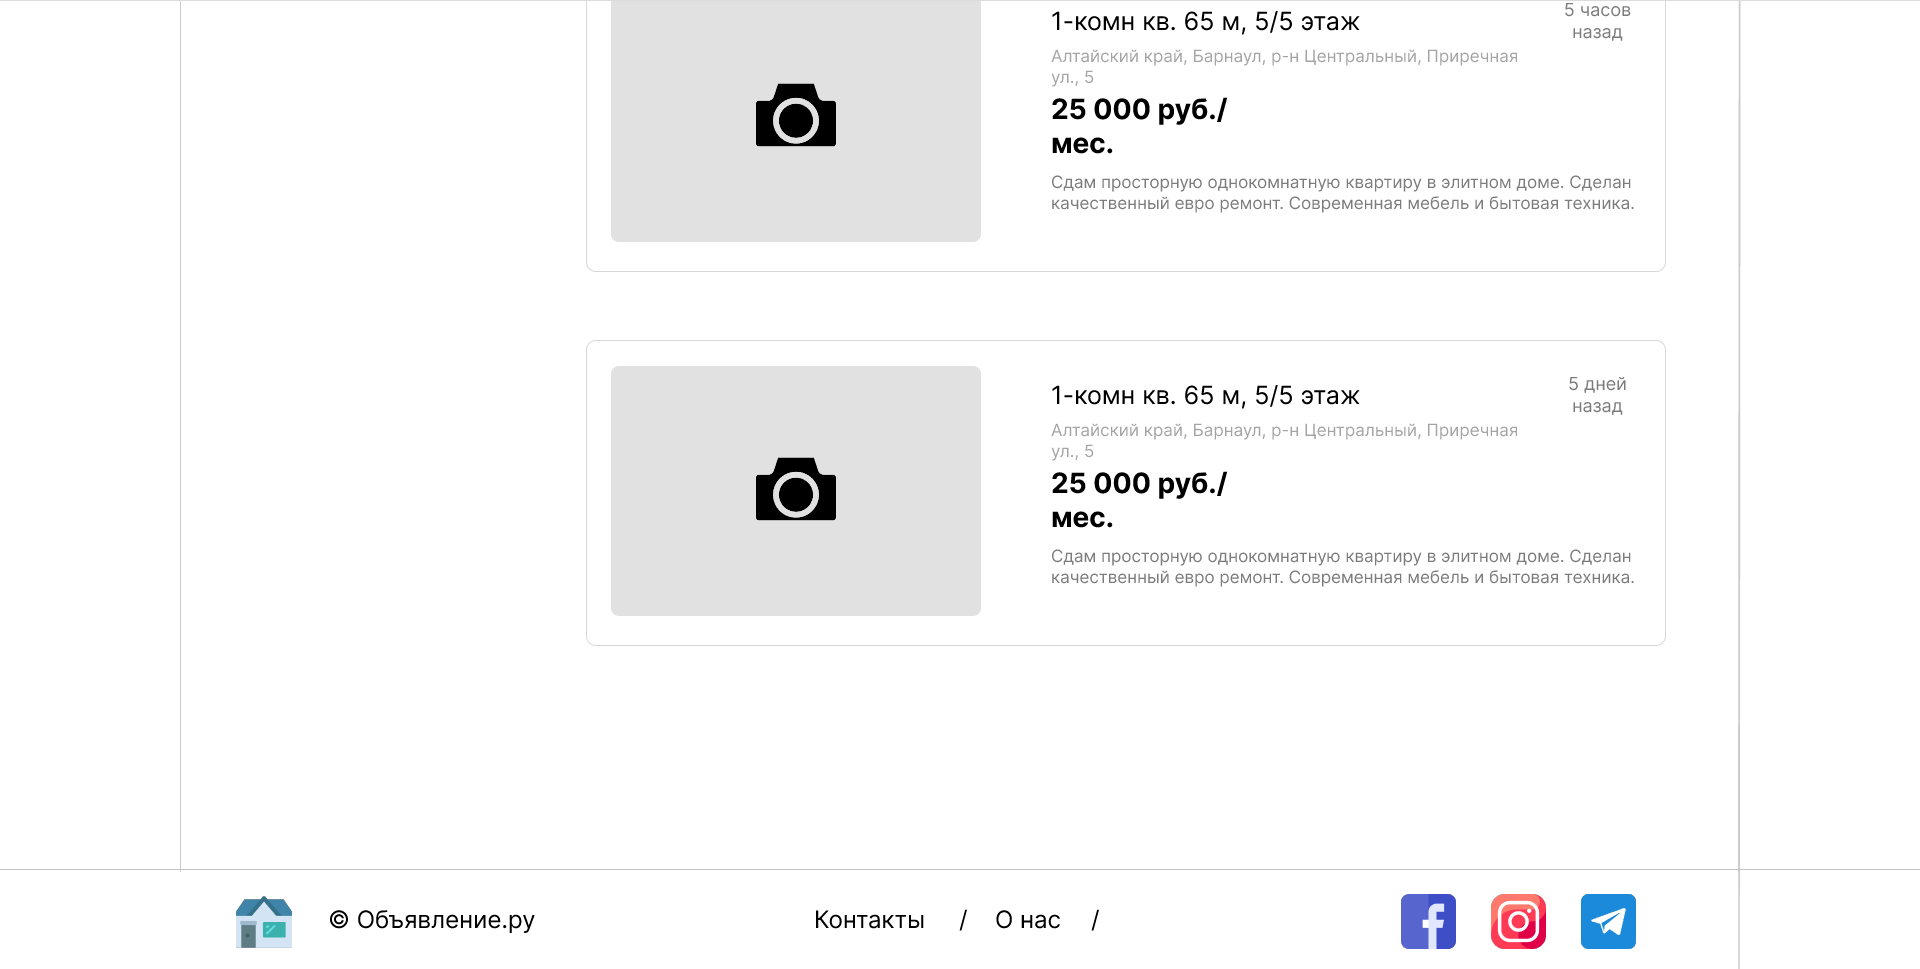 1-комн кв. 65 м, 5/5 этаж
5 часов
назад
Алтайский край, Барнаул, р-н Центральный, Приречная
ул., 5
25 000 руб./
мес.
Сдам просторную однокомнатную квартиру в элитном доме. Сделан
качественный евро ремонт. Современная мебель и бытовая техника.
1-комн кв. 65 м, 5/5 этаж
5 дней
назад
Алтайский край, Барнаул, р-н Центральный, Приречная
ул., 5
25 000 руб./
мес.
Сдам просторную однокомнатную квартиру в элитном доме. Сделан
качественный евро ремонт. Современная мебель и бытовая техника.
© Объявление.ру
Контакты / О нас /